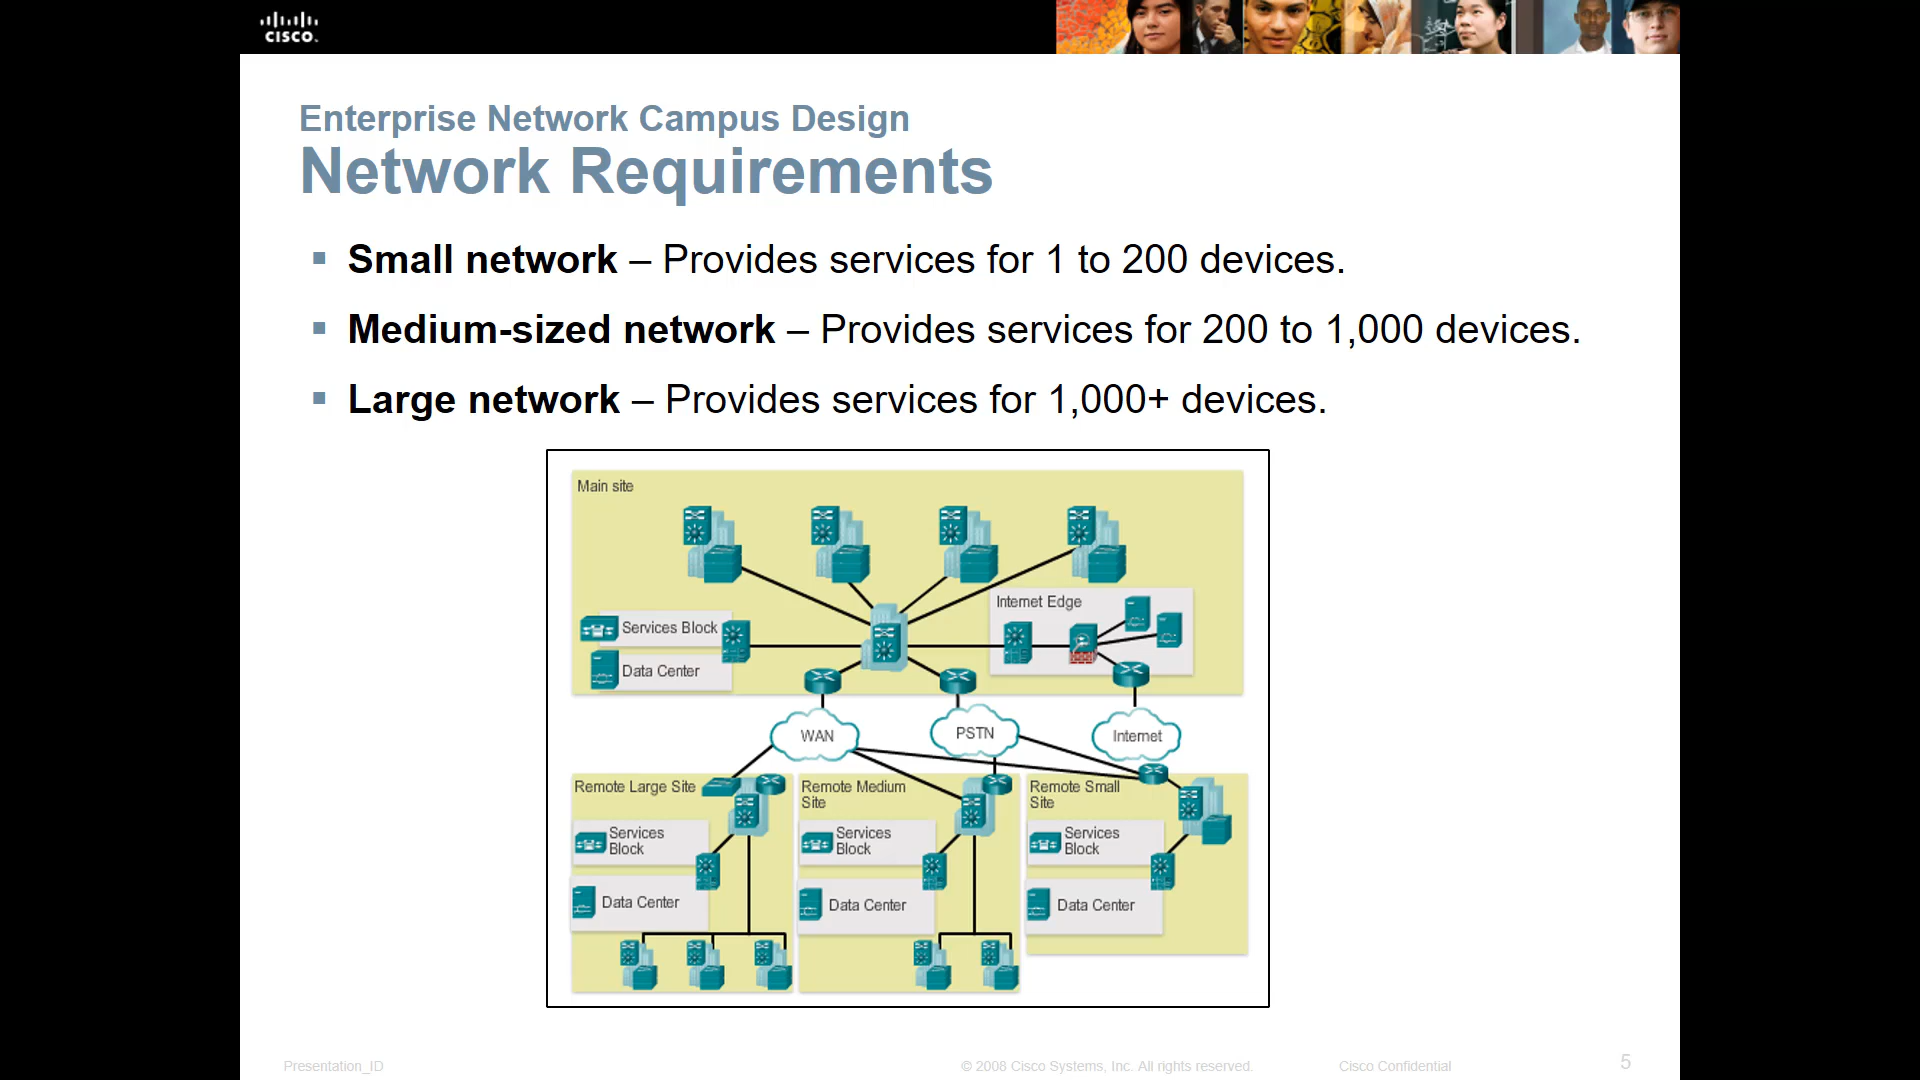 CISCO.
Enterprise Network Campus Design
Network Requirements
Small network – Provides services for 1 to 200 devices.
Medium-sized network – Provides services for 200 to 1,000 devices.
Large network – Provides services for 1,000+ devices.
Main site
Internet Edge
Services Block
Data Center
WAN
PSTN
Internet
Remote Large Site
Services
Block
Data Center
Remote Medium
Site
Services
Block
Data Center
Remote Small
Site
Services
Block
Data Center
Presentation_ID
© 2008 Cisco Systems, Inc. All rights reserved.
Cisco Confidential
5